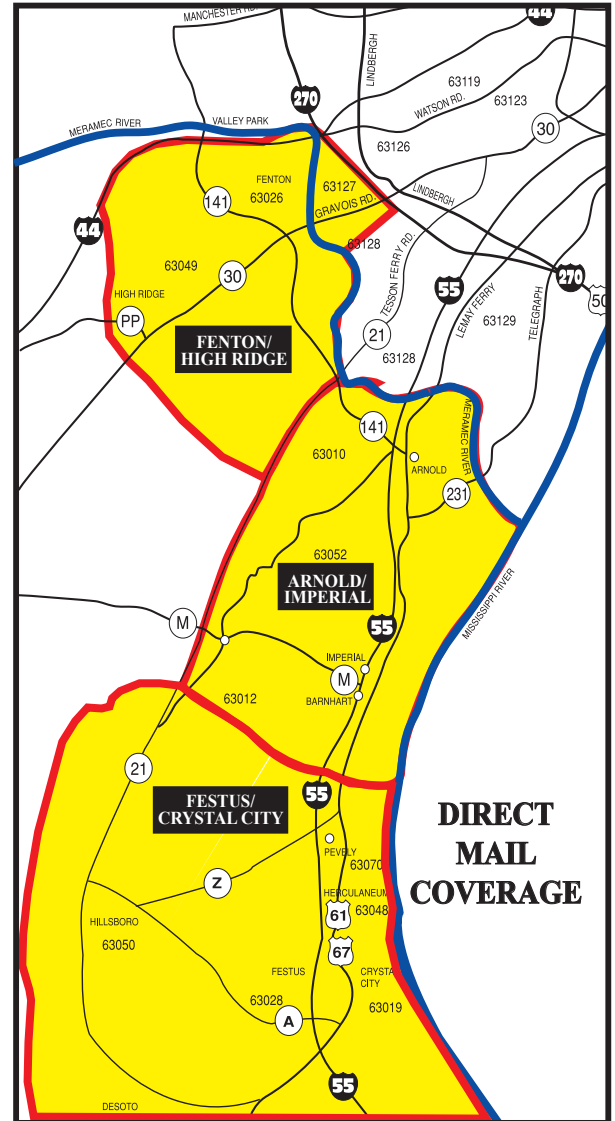 MANCHESTER RD.
44
LINDBERGH
63119
270
WATSON RD.
63123
MERAMEC RIVER
VALLEY PARK
30
63126
FENTON
63127
63026
LINDBERGH
141
GRAVOIS RD.
44
63128
TESSON FERRY RD.
63049
30
55
270
50
HIGH RIDGE
PP
LEMAY FERRY
63129
TELEGRAPH
21
FENTON/
HIGH RIDGE
63128
141
MERAMEC RIVER
63010
ARNOLD
231
63052
ARNOLD/
IMPERIAL
MISSISSIPPI RIVER
M
55
IMPERIAL
M
63012
BARNHART
21
55
FESTUS/
CRYSTAL CITY
DIRECT
MAIL
COVERAGE
PEVELY
63070
Z
HERCULANEUM
61
63048
HILLSBORO
63050
67
FESTUS
CRYSTAL
CITY
63028
63019
A
55
DESOTO